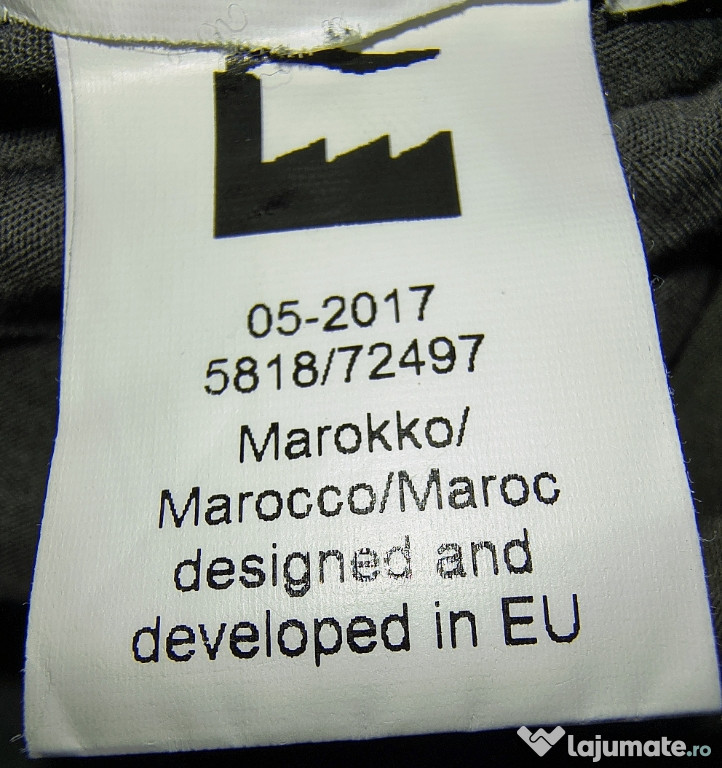 05-2017
5818/72497
Marokko/
Marocco/Maroc
designed and
developed in EU
lajumate.ro